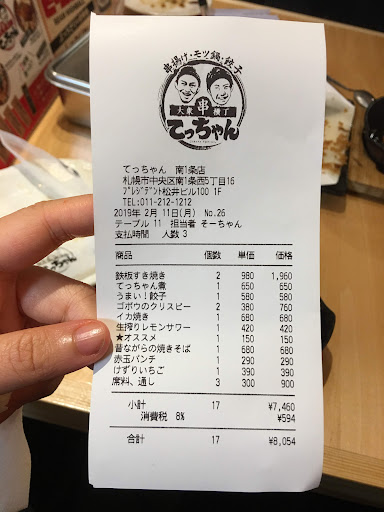 串揚げ・モツ鍋・餃子
大衆 串 横丁
てっちゃん
てっちゃん 南1条店
札幌市中央区南1条西5丁目16
プレジデント松井ビル100 1F
TEL:011-212-1212
2019年 2月 11日(月) No.26
テーブル 11 担当者 そーちゃん
支払時間 人数 3
商品 個数 単価 価格
鉄板すき焼き 2 980 1,960
てっちゃん煮 1 650 650
うまい！餃子 1 580 580
ゴボウのクリスピー 2 380 760
イカ焼き 1 680 680
生搾りレモンサワー 1 420 420
★オススメ 1 150 150
昔ながらの焼きそば 1 680 680
赤玉パンチ 1 290 290
けずりいちご 1 390 390
席料、通し 3 300 900
小計 17 ¥7,460
消費税 8% ¥594
合計 17 ¥8,054